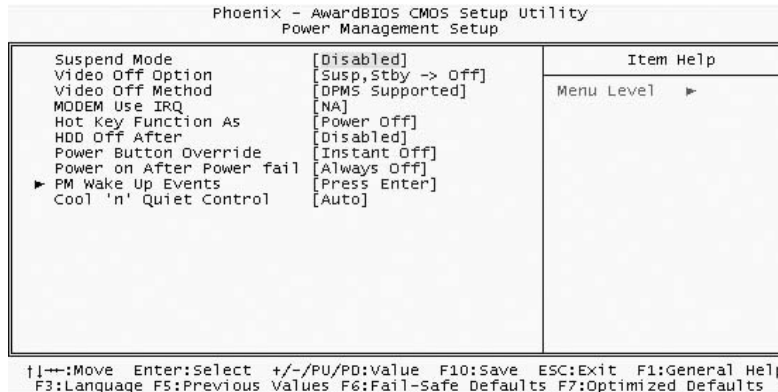 Phoenix - AwardBIOS CMOS Setup Utility
Power Management Setup
Suspend Mode [Disabled]
Video Off Option [Susp,Stby -> Off]
Video Off Method [DPMS Supported]
MODEM Use IRQ [NA]
Hot Key Function As [Power Off]
HDD Off After [Disabled]
Power Button Override [Instant Off]
Power on After Power fail [Always Off]
► PM Wake Up Events [Press Enter]
Cool 'n' Quiet Control [Auto]
Item Help
Menu Level ►
↑↓→←:Move Enter:Select +/-/PU/PD:Value F10:Save ESC:Exit F1:General Help
F3:Language F5:Previous Values F6:Fail-Safe Defaults F7:Optimized Defaults